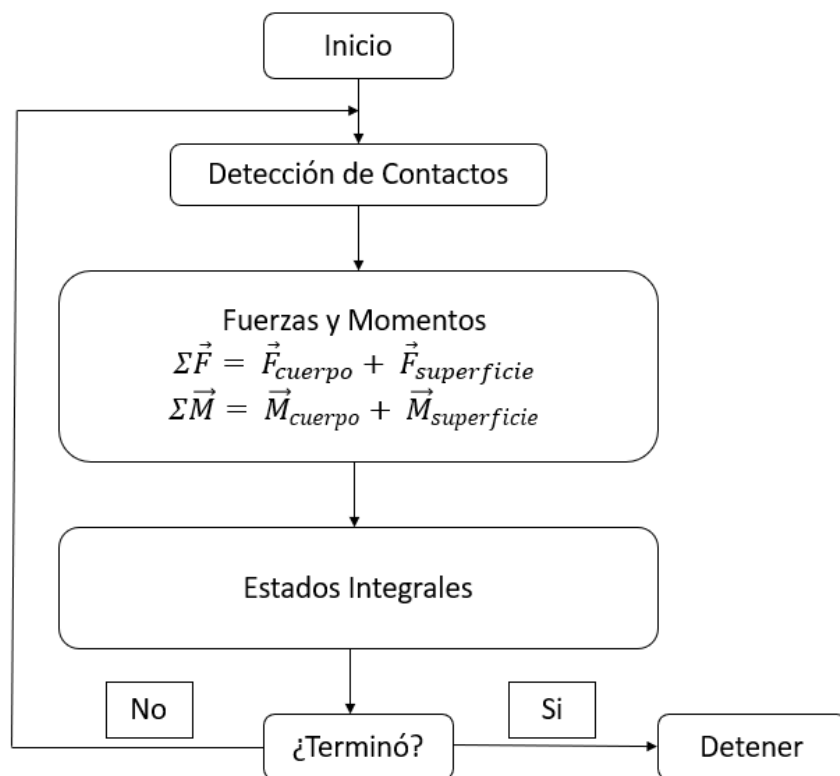 Inicio
Detección de Contactos
Fuerzas y Momentos
Σ𝐹⃗ = 𝐹⃗cuerpo + 𝐹⃗superficie
Σ𝑀⃗ = 𝑀⃗cuerpo + 𝑀⃗superficie
Estados Integrales
No
Si
¿Terminó?
Detener